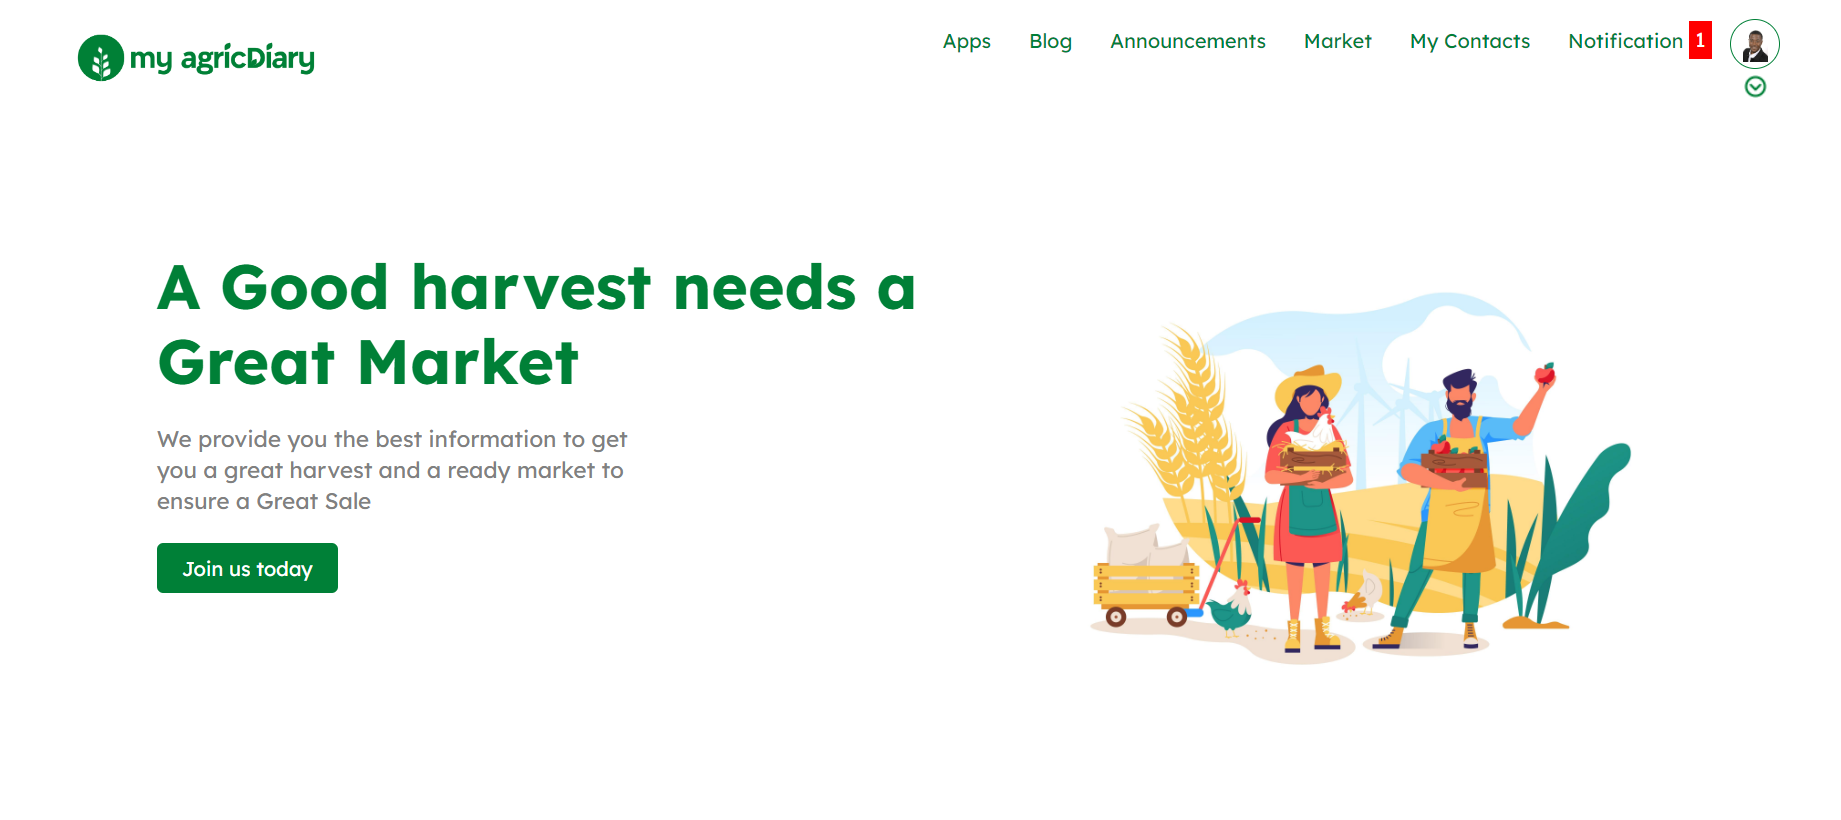 my agricDiary
Apps Blog Announcements Market My Contacts Notification 1
A Good harvest needs a
Great Market
We provide you the best information to get
you a great harvest and a ready market to
ensure a Great Sale
Join us today